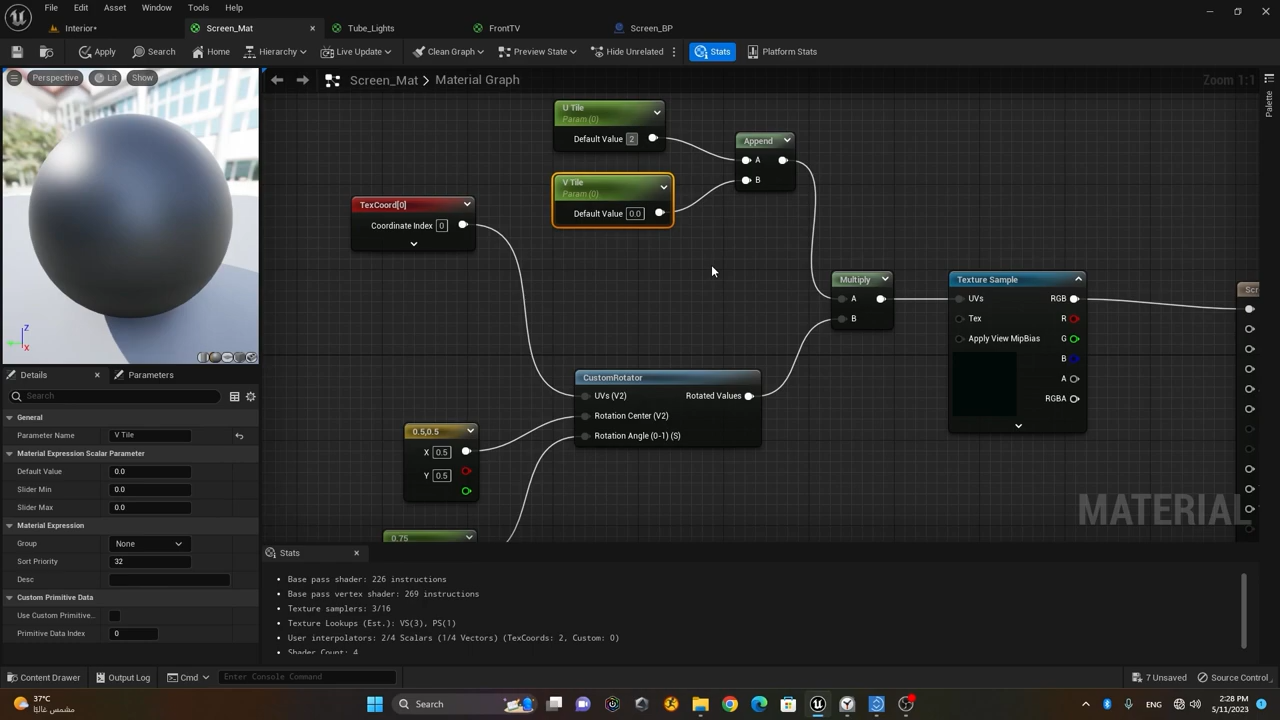 File Edit Asset Window Tools Help
Interior•
Screen_Mat
Tube_Lights
FrontTV
Screen_BP
Apply
Search
Home
Hierarchy
Live Update
Clean Graph
Preview State
Hide Unrelated
Stats
Platform Stats
Perspective
Lit
Show
Screen_Mat > Material Graph
Zoom 1:1
Palette
U Tile
Param (0)
Default Value 2
Append
A
B
V Tile
Param (0)
Default Value 0.0
TexCoord[0]
Coordinate Index 0
Multiply
A
B
Texture Sample
UVs RGB
Tex R
Apply View MipBias G
B
A
RGBA
Scr
CustomRotator
UVs (V2) Rotated Values
Rotation Center (V2)
Rotation Angle (0-1) (S)
0.5,0.5
X 0.5
Y 0.5
0.75
MATERIAL
Z
X
Details
Parameters
Search
General
Parameter Name V Tile
Material Expression Scalar Parameter
Default Value 0.0
Slider Min 0.0
Slider Max 0.0
Material Expression
Group None
Sort Priority 32
Desc
Custom Primitive Data
Use Custom Primitive...
Primitive Data Index 0
Stats
• Base pass shader: 226 instructions
• Base pass vertex shader: 269 instructions
• Texture samplers: 3/16
• Texture Lookups (Est.): VS(3), PS(1)
• User interpolators: 2/4 Scalars (1/4 Vectors) (TexCoords: 2, Custom: 0)
• Shader Count: 4
Content Drawer
Output Log
Cmd
Enter Console Command
7 Unsaved
Source Control
37°C
مشمس غالبًا
Search
ENG
2:28 PM
5/11/2023